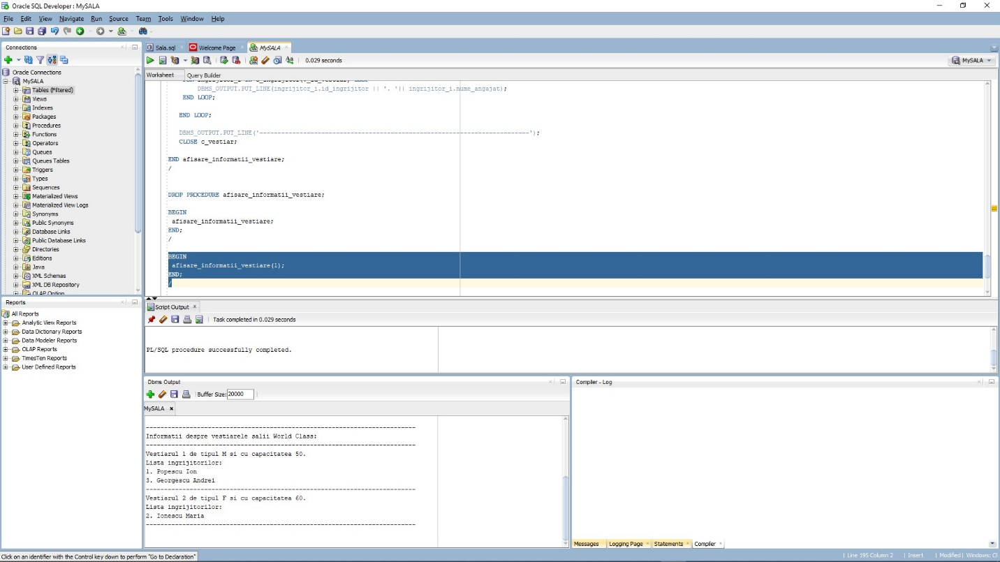 Oracle SQL Developer : MySALA
File Edit View Navigate Run Source Team Tools Window Help
Connections
Oracle Connections
MySALA
Tables (Filtered)
Views
Indexes
Packages
Procedures
Functions
Operators
Queues
Queues Tables
Triggers
Types
Sequences
Materialized Views
Materialized View Logs
Synonyms
Public Synonyms
Database Links
Public Database Links
Directories
Editions
Java
XML Schemas
XML DB Repository
OLAP Option
Reports
All Reports
Analytic View Reports
Data Dictionary Reports
Data Modeler Reports
OLAP Reports
TimesTen Reports
User Defined Reports
Sala.sql Welcome Page MySALA
0.029 seconds
MySALA
Worksheet Query Builder
DBMS_OUTPUT.PUT_LINE(ingrijitor_i.id_ingrijitor || '. '|| ingrijitor_i.nume_angajat);
END LOOP;
END LOOP;
DBMS_OUTPUT.PUT_LINE('--------------------------------------------------------------------------');
CLOSE c_vestiar;
END afisare_informatii_vestiare;
/
DROP PROCEDURE afisare_informatii_vestiare;
BEGIN
afisare_informatii_vestiare;
END;
/
BEGIN
afisare_informatii_vestiare(1);
END;
/
Script Output
Task completed in 0.029 seconds
PL/SQL procedure successfully completed.
Dbms Output
Buffer Size: 20000
MySALA
--------------------------------------------------------------------------
Informatii despre vestiarele salii World Class:
--------------------------------------------------------------------------
Vestiarul 1 de tipul M si cu capacitatea 50.
Lista ingrijitorilor:
1. Popescu Ion
3. Georgescu Andrei
--------------------------------------------------------------------------
Vestiarul 2 de tipul F si cu capacitatea 60.
Lista ingrijitorilor:
2. Ionescu Maria
--------------------------------------------------------------------------
Compiler - Log
Messages Logging Page Statements Compiler
Click on an identifier with the Control key down to perform "Go to Declaration"
Line 195 Column 2 | Insert | Modified | Windows: Cl